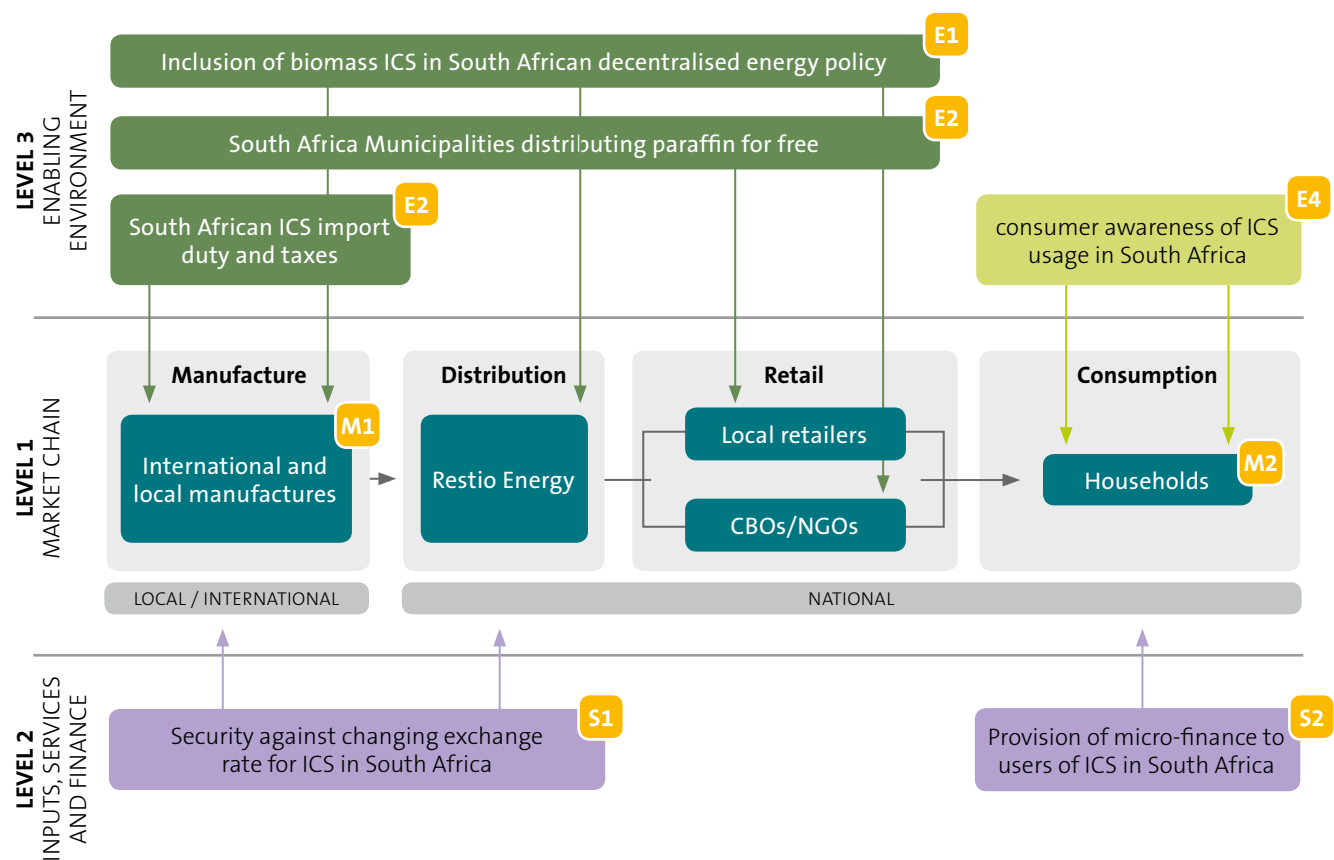 LEVEL 3
ENABLING
ENVIRONMENT
E1
Inclusion of biomass ICS in South African decentralised energy policy
E2
South Africa Municipalities distributing paraffin for free
E2
South African ICS import
duty and taxes
E4
consumer awareness of ICS
usage in South Africa
LEVEL 1
MARKET CHAIN
Manufacture
M1
International and
local manufactures
Distribution
Restio Energy
Retail
Local retailers
CBOs/NGOs
Consumption
M2
Households
LOCAL / INTERNATIONAL
NATIONAL
LEVEL 2
INPUTS, SERVICES
AND FINANCE
S1
Security against changing exchange
rate for ICS in South Africa
S2
Provision of micro-finance to
users of ICS in South Africa